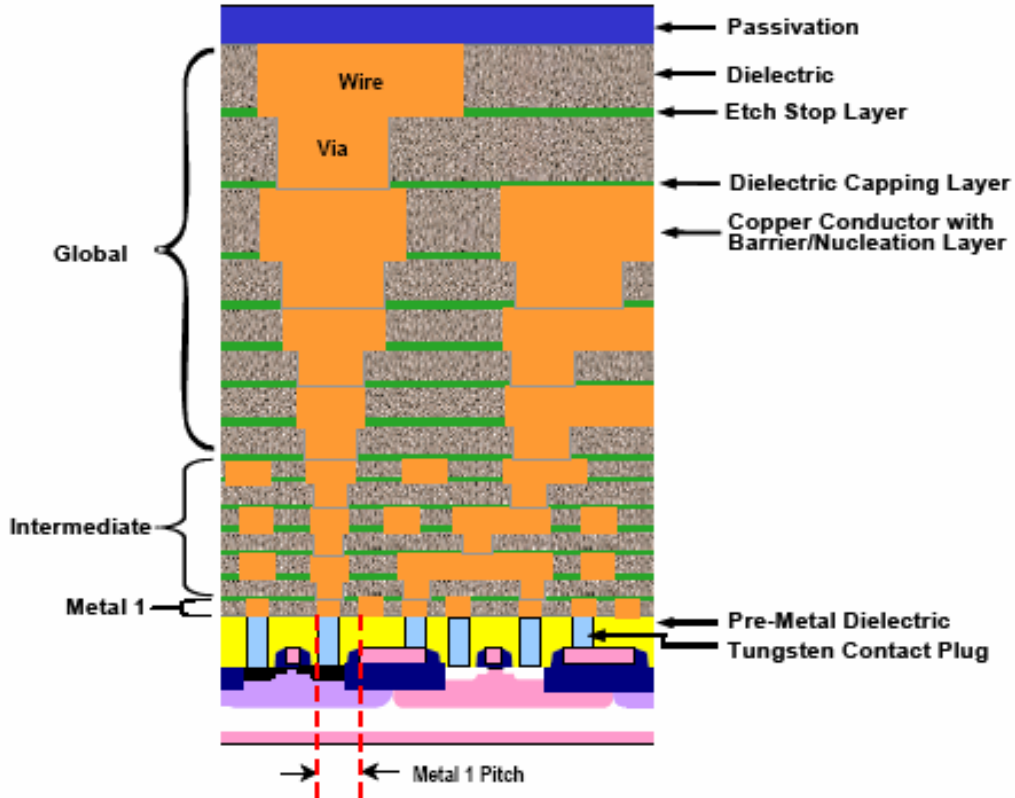 Passivation
Wire
Dielectric
Etch Stop Layer
Via
Dielectric Capping Layer
Copper Conductor with
Barrier/Nucleation Layer
Global
Intermediate
Metal 1
Pre-Metal Dielectric
Tungsten Contact Plug
Metal 1 Pitch